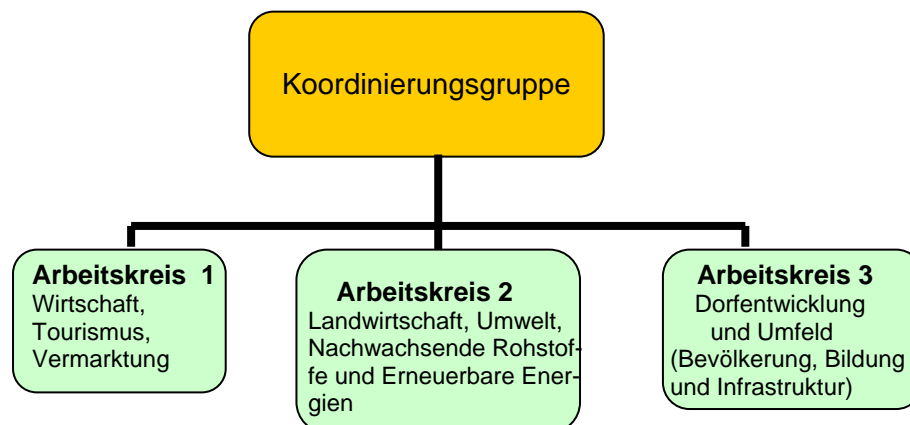 Koordinierungsgruppe
Arbeitskreis 1
Wirtschaft,
Tourismus,
Vermarktung
Arbeitskreis 2
Landwirtschaft, Umwelt,
Nachwachsende Rohstof-
fe und Erneuerbare Ener-
gien
Arbeitskreis 3
Dorfentwicklung
und Umfeld
(Bevölkerung, Bildung
und Infrastruktur)